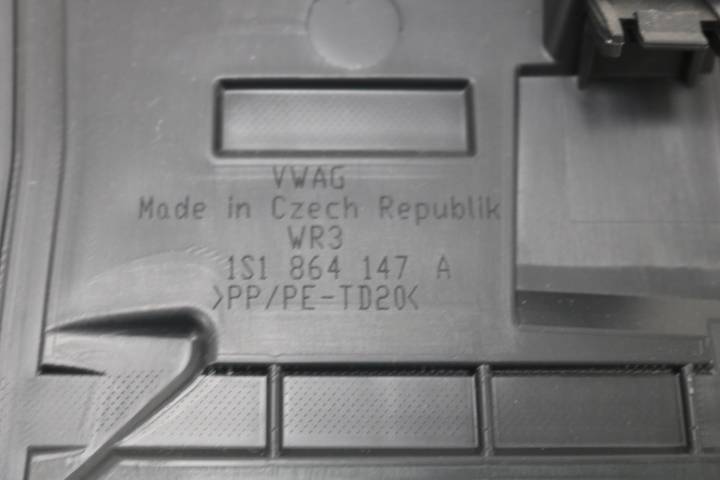 VWAG
Made in Czech Republik
WR3
1S1 864 147 A
>PP/PE-TD20<